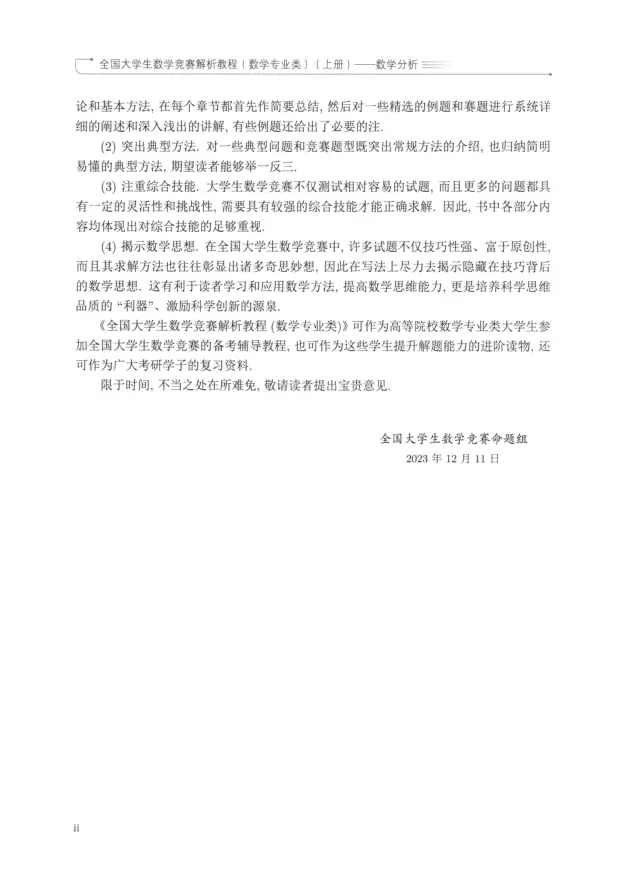 全国大学生数学竞赛解析教程（数学专业类）（上册）——数学分析
论和基本方法, 在每个章节都首先作简要总结, 然后对一些精选的例题和赛题进行系统详
细的阐述和深入浅出的讲解, 有些例题还给出了必要的注.
(2) 突出典型方法. 对一些典型问题和竞赛题型既突出常规方法的介绍, 也归纳简明
易懂的典型方法, 期望读者能够举一反三.
(3) 注重综合技能. 大学生数学竞赛不仅测试相对容易的试题, 而且更多的问题都具
有一定的灵活性和挑战性, 需要具有较强的综合技能才能正确求解. 因此, 书中各部分内
容均体现出对综合技能的足够重视.
(4) 揭示数学思想. 在全国大学生数学竞赛中, 许多试题不仅技巧性强、富于原创性,
而且其求解方法也往往彰显出诸多奇思妙想, 因此在写法上尽力去揭示隐藏在技巧背后
的数学思想. 这有利于读者学习和应用数学方法, 提高数学思维能力, 更是培养科学思维
品质的 “利器”、激励科学创新的源泉.
《全国大学生数学竞赛解析教程 (数学专业类)》可作为高等院校数学专业类大学生参
加全国大学生数学竞赛的备考辅导教程, 也可作为这些学生提升解题能力的进阶读物, 还
可作为广大考研学子的复习资料.
限于时间, 不当之处在所难免, 敬请读者提出宝贵意见.
全国大学生数学竞赛命题组
2023 年 12 月 11 日
ii